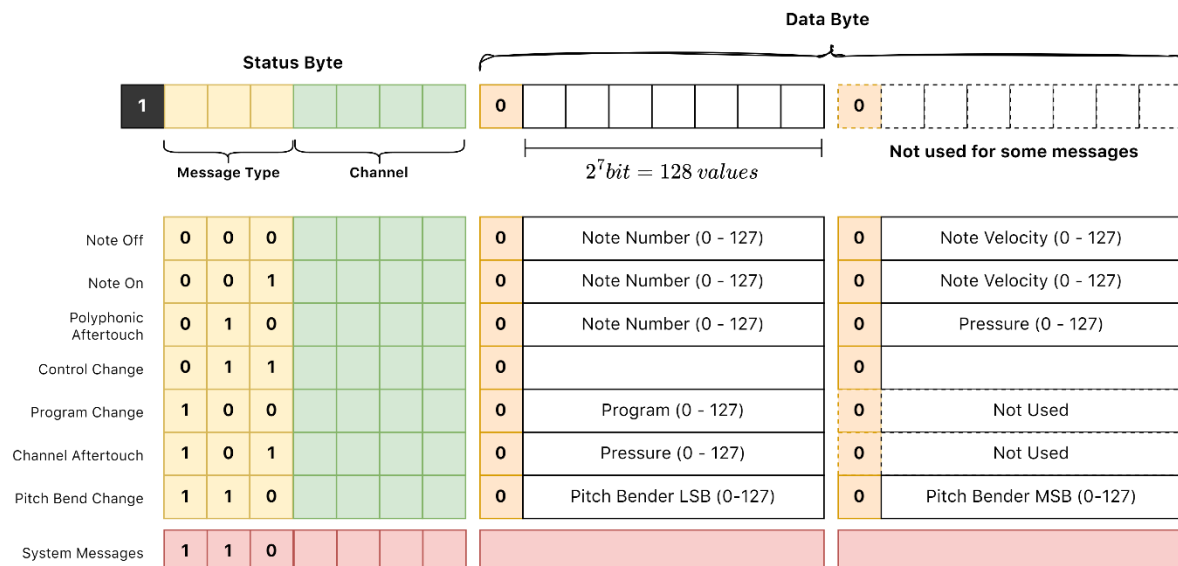 Data Byte
Status Byte
1
0
0
Message Type
Channel
2^7 bit = 128 values
Not used for some messages
Note Off 0 0 0 0 Note Number (0 - 127) 0 Note Velocity (0 - 127)
Note On 0 0 1 0 Note Number (0 - 127) 0 Note Velocity (0 - 127)
Polyphonic
Aftertouch 0 1 0 0 Note Number (0 - 127) 0 Pressure (0 - 127)
Control Change 0 1 1 0 0
Program Change 1 0 0 0 Program (0 - 127) 0 Not Used
Channel Aftertouch 1 0 1 0 Pressure (0 - 127) 0 Not Used
Pitch Bend Change 1 1 0 0 Pitch Bender LSB (0-127) 0 Pitch Bender MSB (0-127)
System Messages 1 1 0